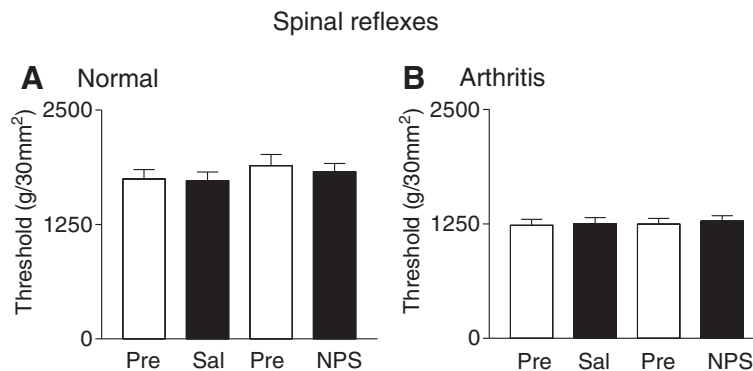 Spinal reflexes
A Normal
Threshold (g/30mm²)
2500
1250
0
Pre Sal Pre NPS
B Arthritis
Threshold (g/30mm²)
2500
1250
0
Pre Sal Pre NPS